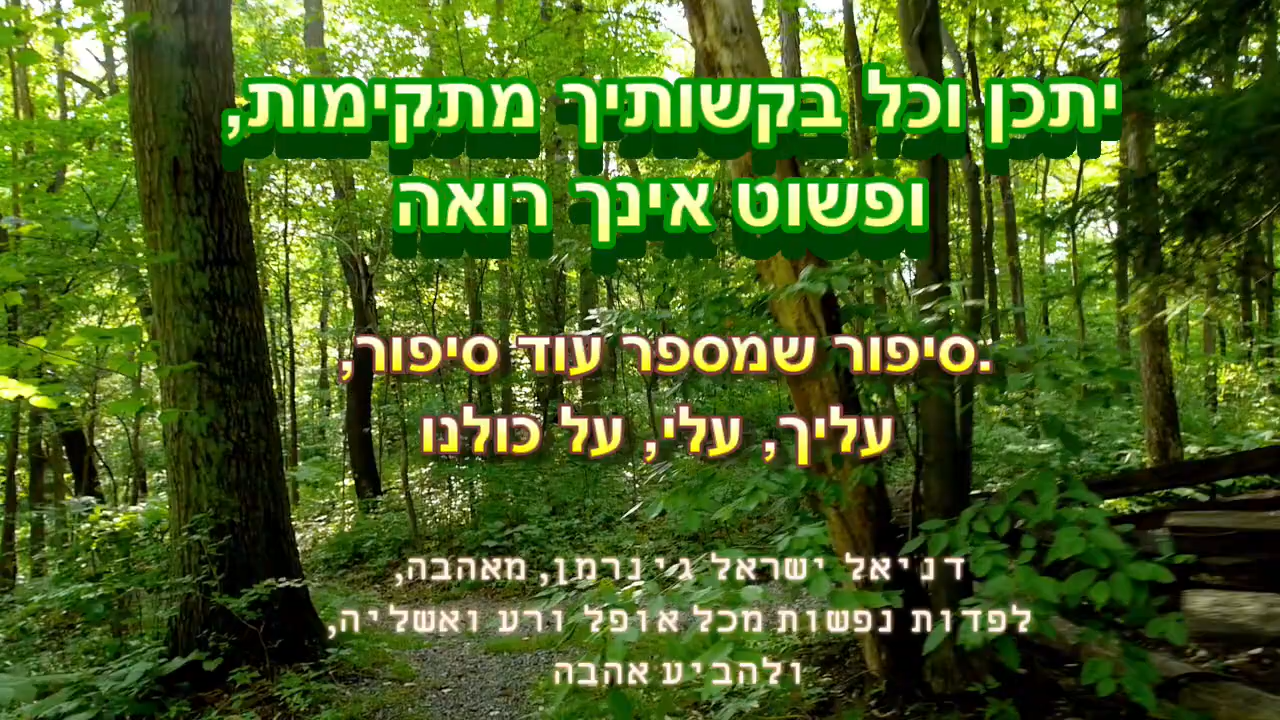 יתכן וכל בקשותיך מתקימות,
ופשוט אינך רואה
סיפור שמספר עוד סיפור,.
עליך, עלי, על כולנו
דניאל ישראל ג׳ינרמן, מאהבה,
לפדות נפשות מכל אופל ורע ואשליה,
ולהביע אהבה